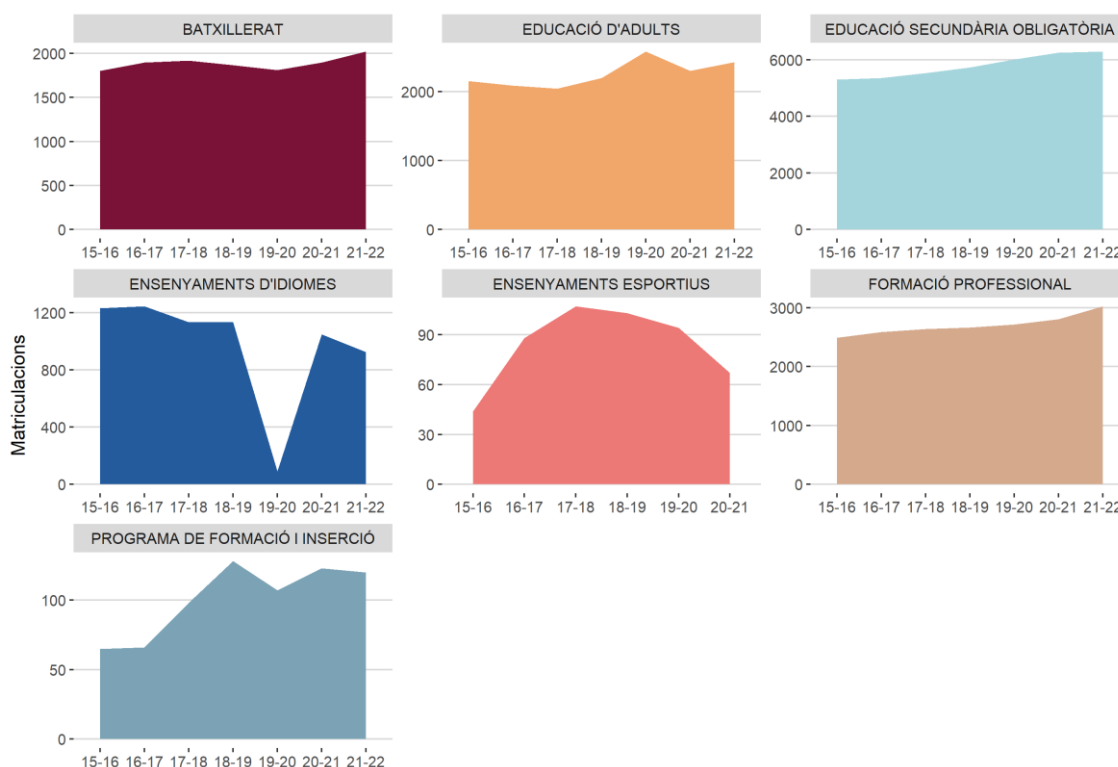 BATXILLERAT
2000
1500
1000
500
0
15-16 16-17 17-18 18-19 19-20 20-21 21-22
EDUCACIÓ D'ADULTS
2000
1000
0
15-16 16-17 17-18 18-19 19-20 20-21 21-22
EDUCACIÓ SECUNDÀRIA OBLIGATÒRIA
6000
4000
2000
0
15-16 16-17 17-18 18-19 19-20 20-21 21-22
Matriculacions
ENSENYAMENTS D'IDIOMES
1200
800
400
0
15-16 16-17 17-18 18-19 19-20 20-21 21-22
ENSENYAMENTS ESPORTIUS
90
60
30
0
15-16 16-17 17-18 18-19 19-20 20-21
FORMACIÓ PROFESSIONAL
3000
2000
1000
0
15-16 16-17 17-18 18-19 19-20 20-21 21-22
PROGRAMA DE FORMACIÓ I INSERCIÓ
100
50
0
15-16 16-17 17-18 18-19 19-20 20-21 21-22